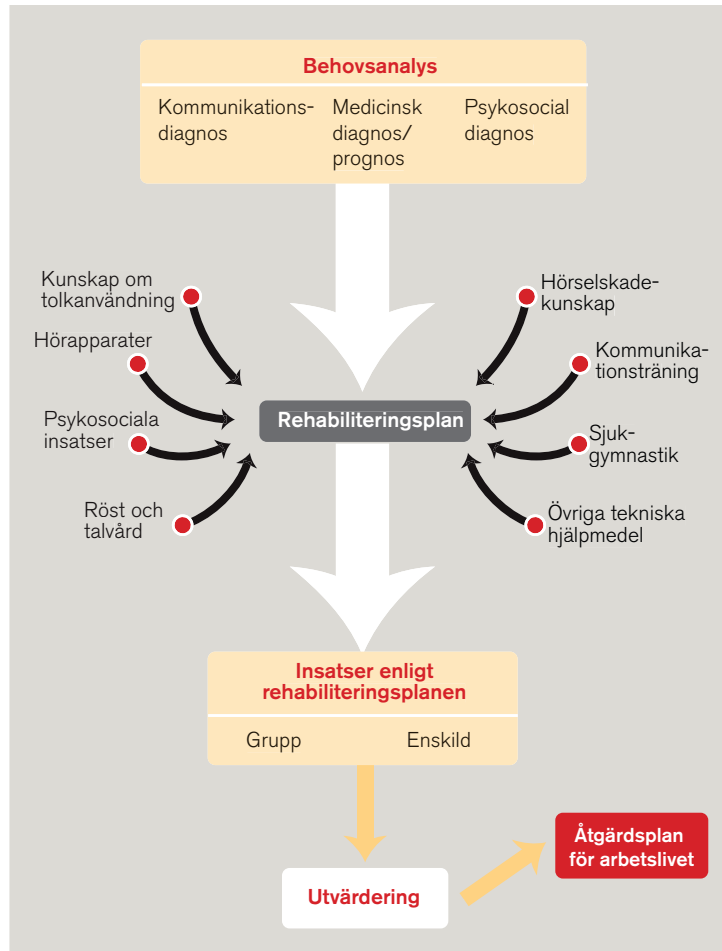 Behovsanalys
Kommunikations-
diagnos
Medicinsk
diagnos/
prognos
Psykosocial
diagnos
Kunskap om
tolkanvändning
Hörapparater
Psykosociala
insatser
Röst och
talvård
Rehabiliteringsplan
Hörselskade-
kunskap
Kommunika-
tionsträning
Sjuk-
gymnastik
Övriga tekniska
hjälpmedel
Insatser enligt
rehabiliteringsplanen
Grupp
Enskild
Utvärdering
Åtgärdsplan
för arbetslivet